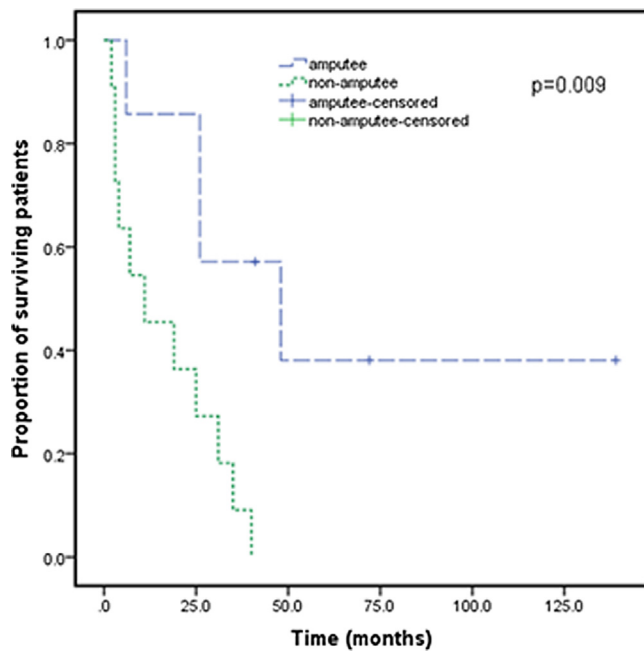 amputee
non-amputee
amputee-censored
non-amputee-censored
p=0.009
Proportion of surviving patients
1.0
0.8
0.6
0.4
0.2
0.0
.0 25.0 50.0 75.0 100.0 125.0
Time (months)